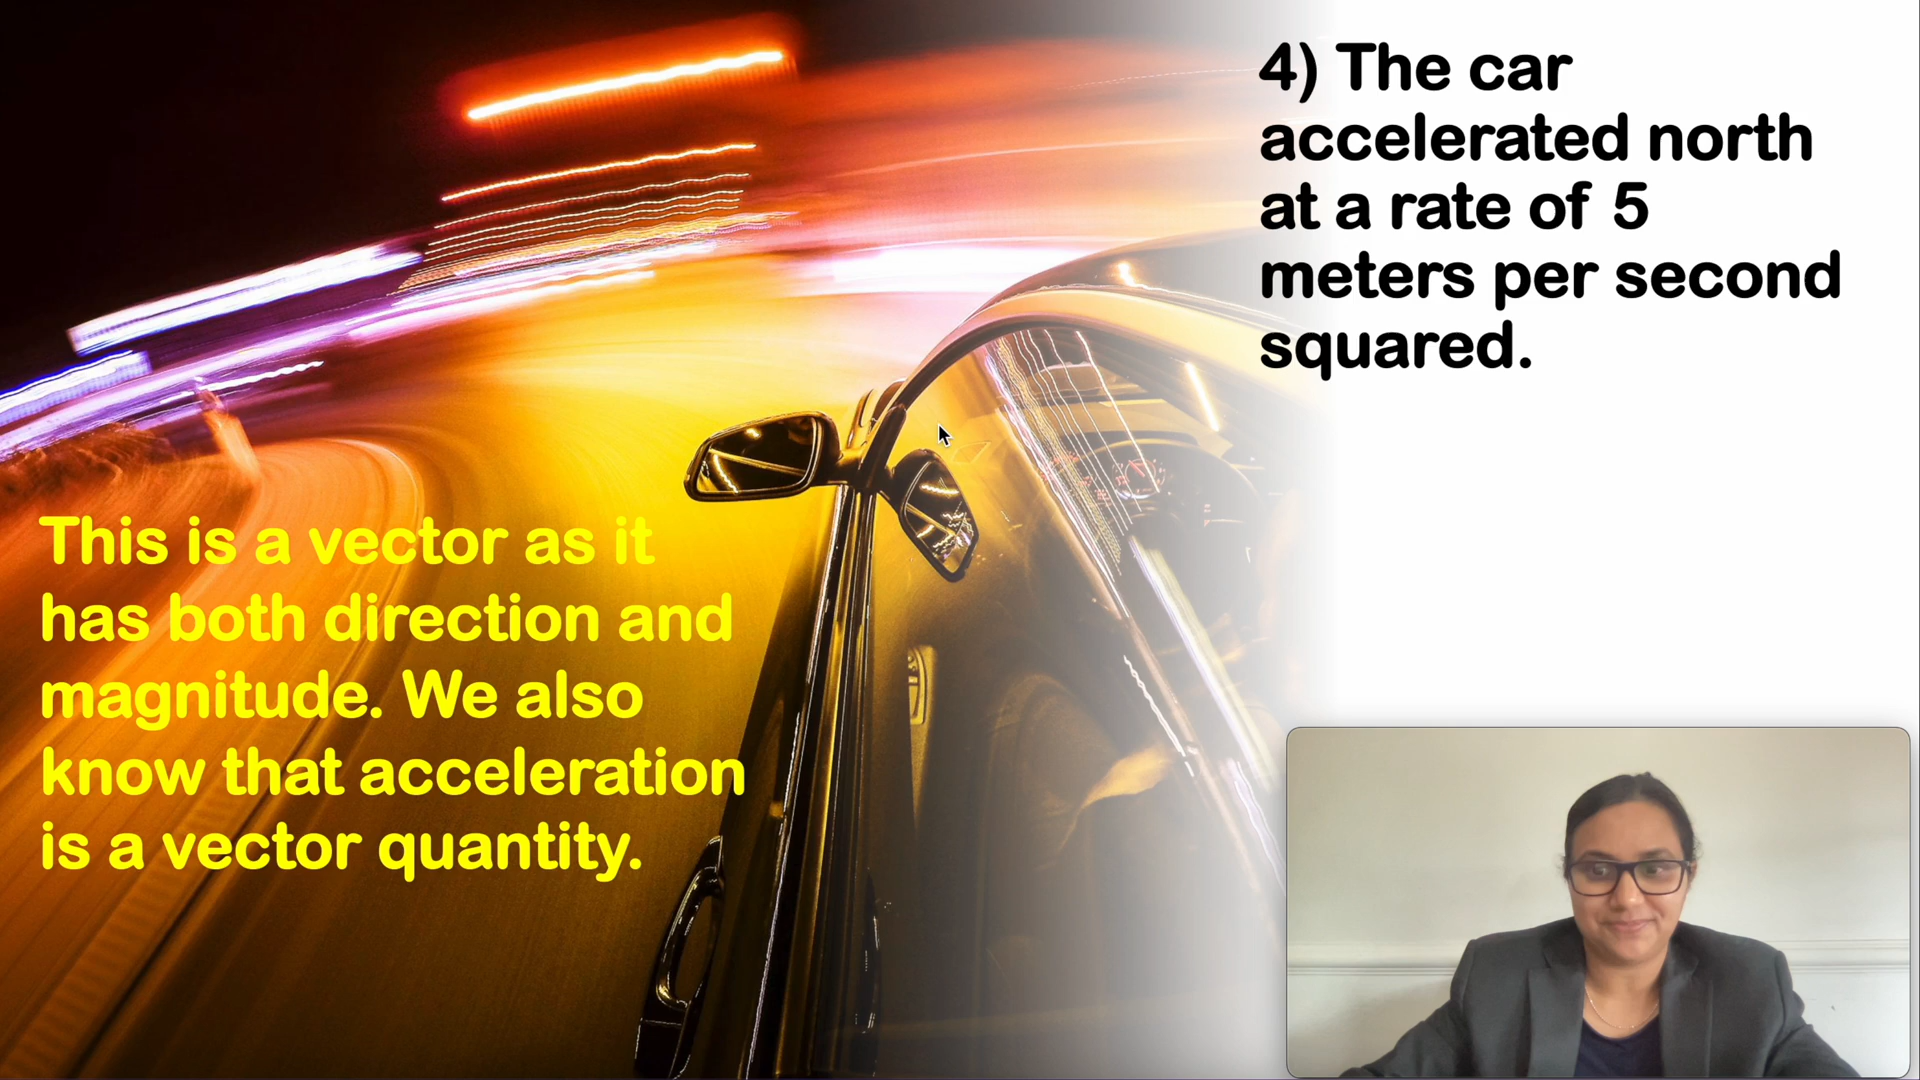 4) The car
accelerated north
at a rate of 5
meters per second
squared.
This is a vector as it
has both direction and
magnitude. We also
know that acceleration
is a vector quantity.